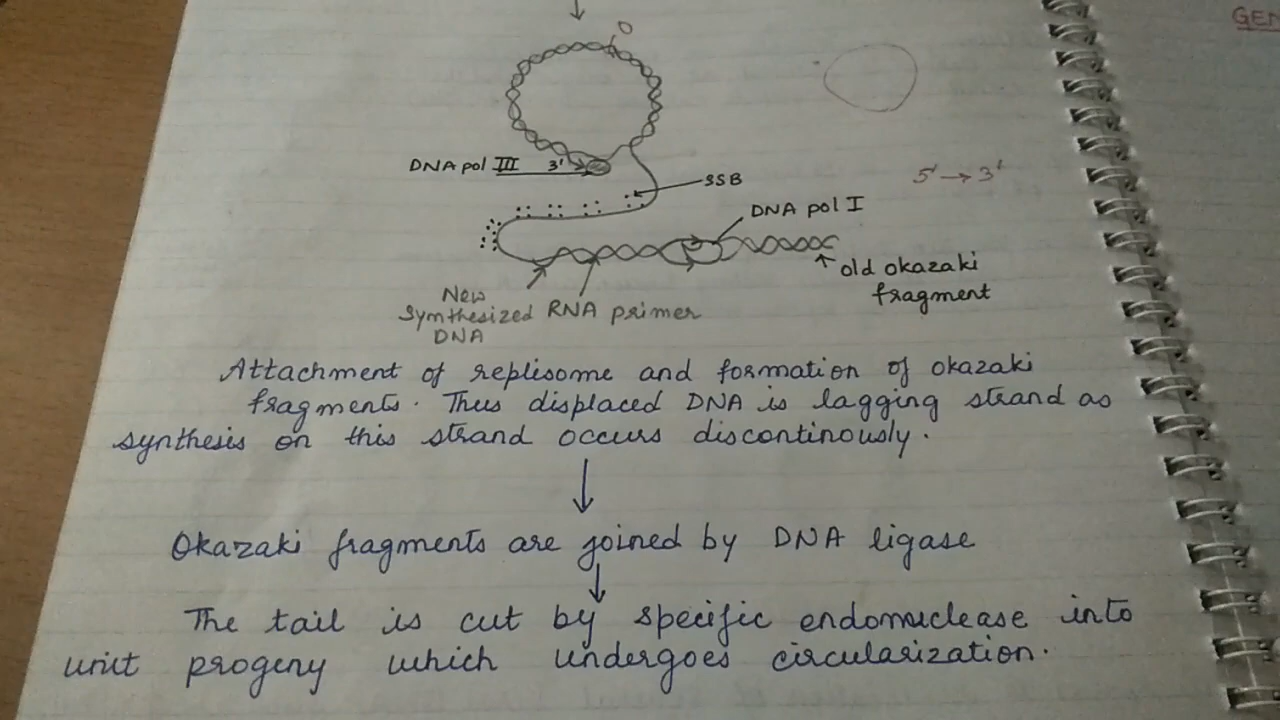 GEN
DNA pol III 3'
SSB
5' → 3'
DNA pol I
old okazaki
fragment
New
Synthesized RNA primer
DNA
Attachment of replisome and formation of okazaki
fragments. Thus displaced DNA is lagging strand as
synthesis on this strand occurs discontinously.
Okazaki fragments are joined by DNA ligase
The tail is cut by specific endonuclease into
unit progeny which undergoes circularization.